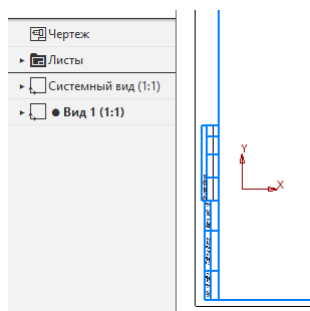 Чертеж
Листы
Системный вид (1:1)
● Вид 1 (1:1)
Y
X